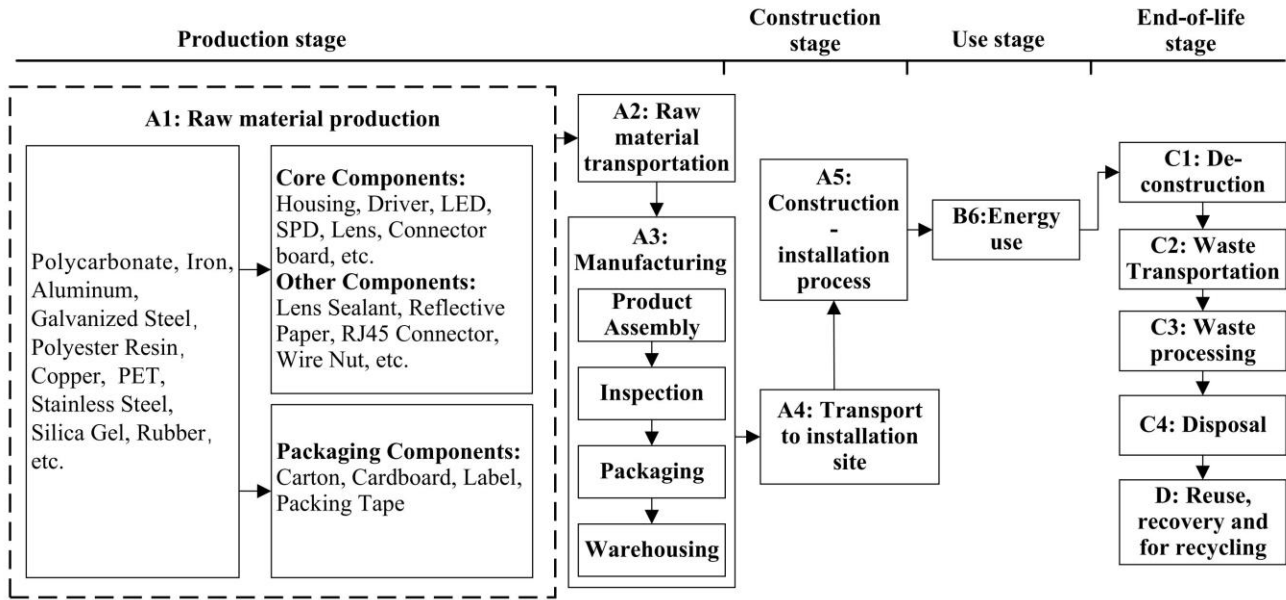 Production stage
Construction
stage
Use stage
End-of-life
stage
A1: Raw material production
Polycarbonate, Iron,
Aluminum,
Galvanized Steel,
Polyester Resin,
Copper, PET,
Stainless Steel,
Silica Gel, Rubber,
etc.
Core Components:
Housing, Driver, LED,
SPD, Lens, Connector
board, etc.
Other Components:
Lens Sealant, Reflective
Paper, RJ45 Connector,
Wire Nut, etc.
Packaging Components:
Carton, Cardboard, Label,
Packing Tape
A2: Raw
material
transportation
A3:
Manufacturing
Product
Assembly
Inspection
Packaging
Warehousing
A5:
Construction
-
installation
process
A4: Transport
to installation
site
B6:Energy
use
C1: De-
construction
C2: Waste
Transportation
C3: Waste
processing
C4: Disposal
D: Reuse,
recovery and
for recycling